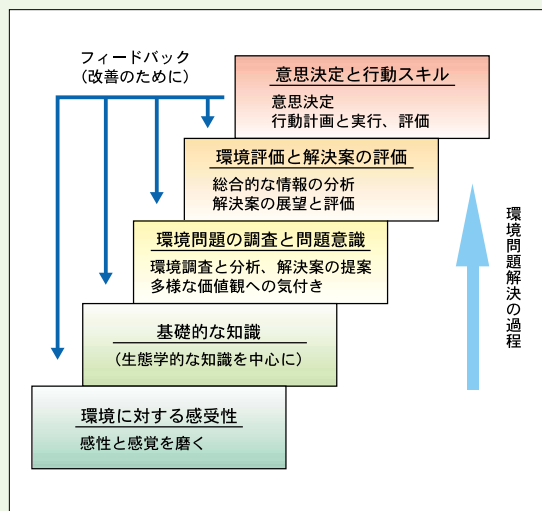 フィードバック
（改善のために）
意思決定と行動スキル
意思決定
行動計画と実行、評価
環境評価と解決案の評価
総合的な情報の分析
解決案の展望と評価
環境問題の調査と問題意識
環境調査と分析、解決案の提案
多様な価値観への気付き
基礎的な知識
（生態学的な知識を中心に）
環境に対する感受性
感性と感覚を磨く
環境問題解決の過程